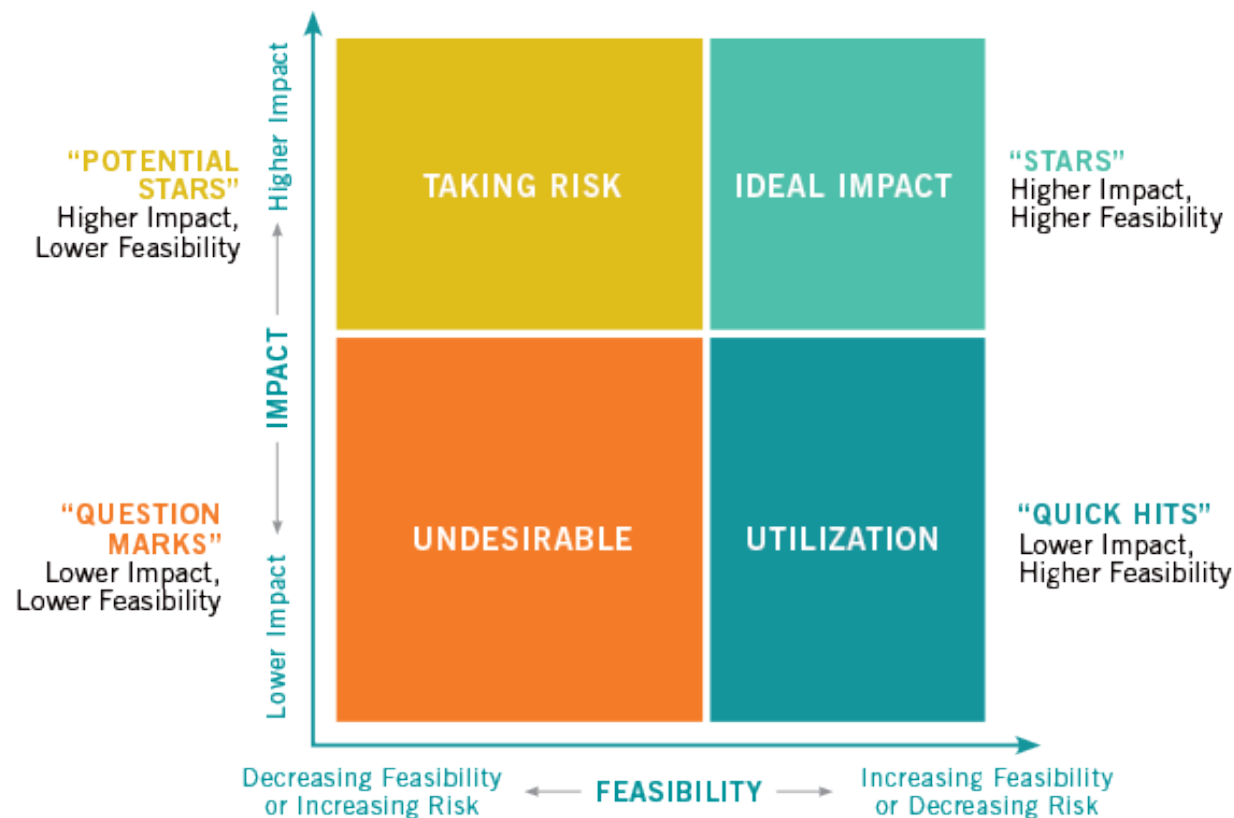 Higher Impact
"POTENTIAL
STARS"
Higher Impact,
Lower Feasibility
TAKING RISK
IDEAL IMPACT
"STARS"
Higher Impact,
Higher Feasibility
IMPACT
"QUESTION
MARKS"
Lower Impact,
Lower Feasibility
Lower Impact
UNDESIRABLE
UTILIZATION
"QUICK HITS"
Lower Impact,
Higher Feasibility
Decreasing Feasibility
or Increasing Risk
FEASIBILITY
Increasing Feasibility
or Decreasing Risk